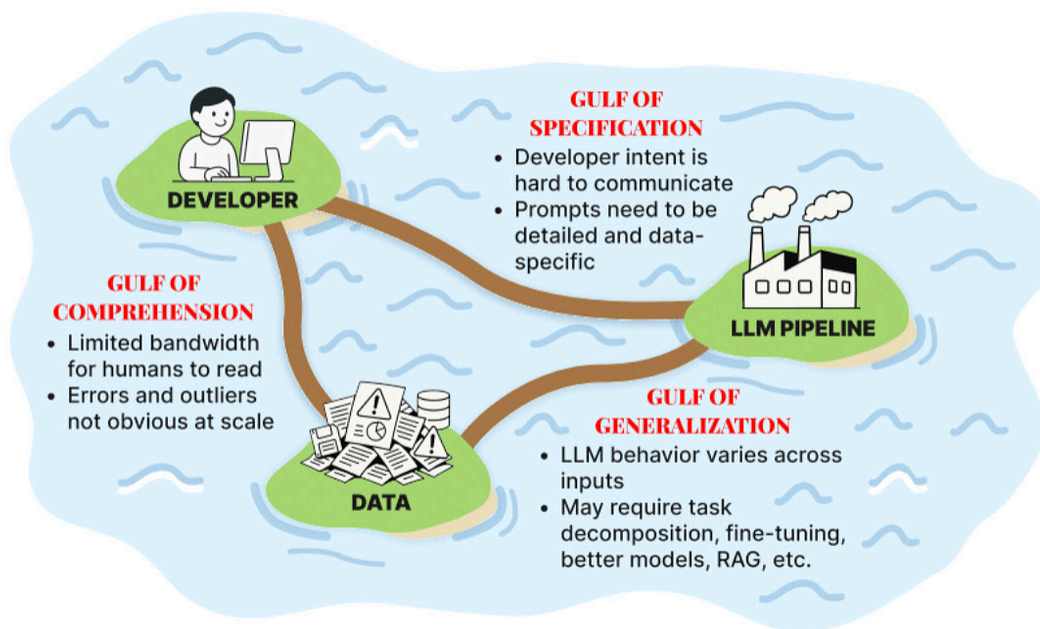 DEVELOPER
GULF OF
SPECIFICATION
• Developer intent is
hard to communicate
• Prompts need to be
detailed and data-
specific
LLM PIPELINE
GULF OF
COMPREHENSION
• Limited bandwidth
for humans to read
• Errors and outliers
not obvious at scale
DATA
GULF OF
GENERALIZATION
• LLM behavior varies across
inputs
• May require task
decomposition, fine-tuning,
better models, RAG, etc.